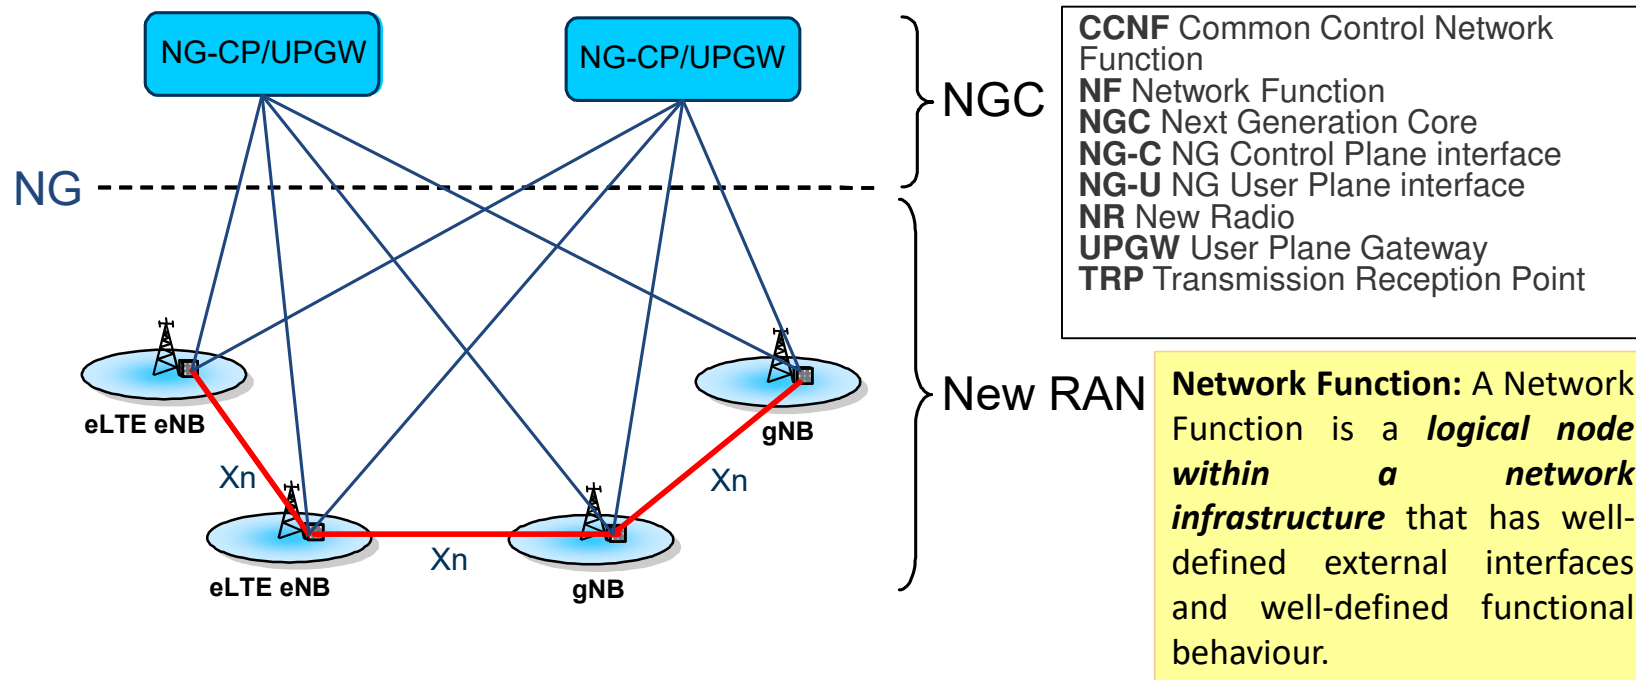 NG-CP/UPGW
NG-CP/UPGW
NGC
NG
eLTE eNB
gNB
Xn
Xn
Xn
eLTE eNB
gNB
New RAN
CCNF Common Control Network
Function
NF Network Function
NGC Next Generation Core
NG-C NG Control Plane interface
NG-U NG User Plane interface
NR New Radio
UPGW User Plane Gateway
TRP Transmission Reception Point
Network Function: A Network
Function is a logical node
within a network
infrastructure that has well-
defined external interfaces
and well-defined functional
behaviour.